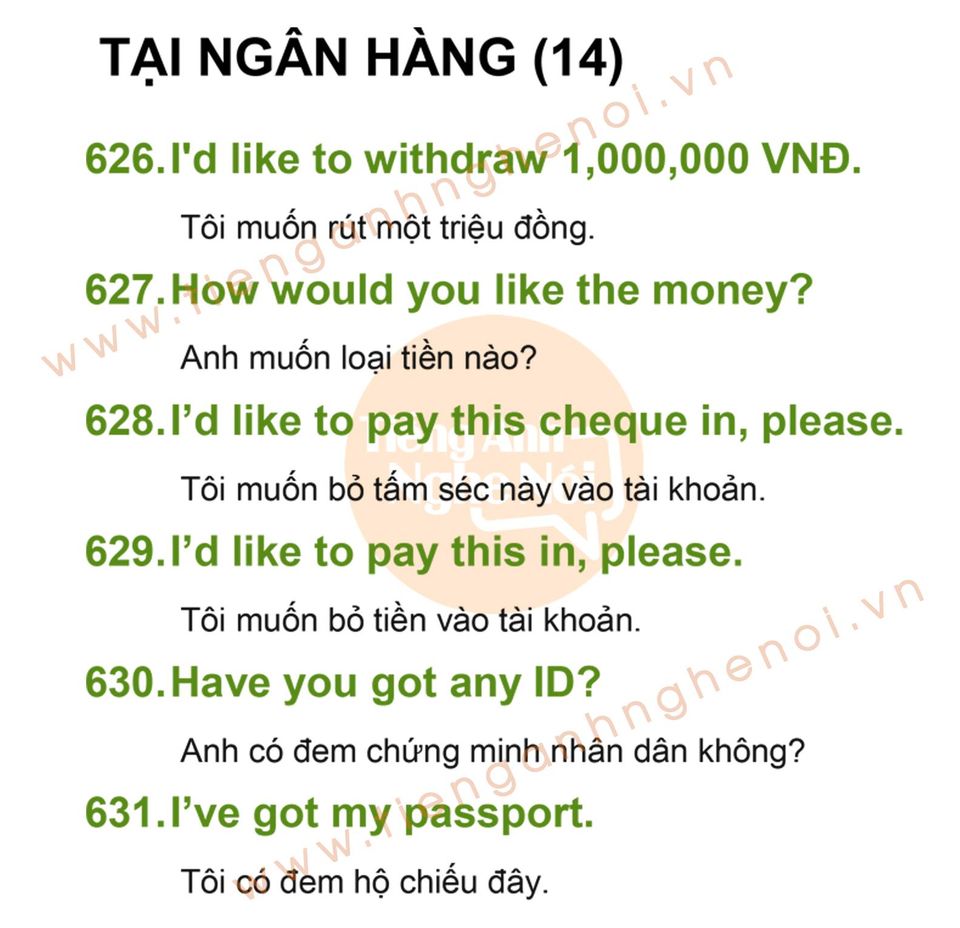 TẠI NGÂN HÀNG (14)
626. I'd like to withdraw 1,000,000 VNĐ.
Tôi muốn rút một triệu đồng.
627. How would you like the money?
Anh muốn loại tiền nào?
628. I’d like to pay this cheque in, please.
Tôi muốn bỏ tấm séc này vào tài khoản.
629. I’d like to pay this in, please.
Tôi muốn bỏ tiền vào tài khoản.
630. Have you got any ID?
Anh có đem chứng minh nhân dân không?
631. I’ve got my passport.
Tôi có đem hộ chiếu đây.
www.tienganhnghenoi.vn
Tiếng Anh
Nghe Nói
www.tienganhnghenoi.vn